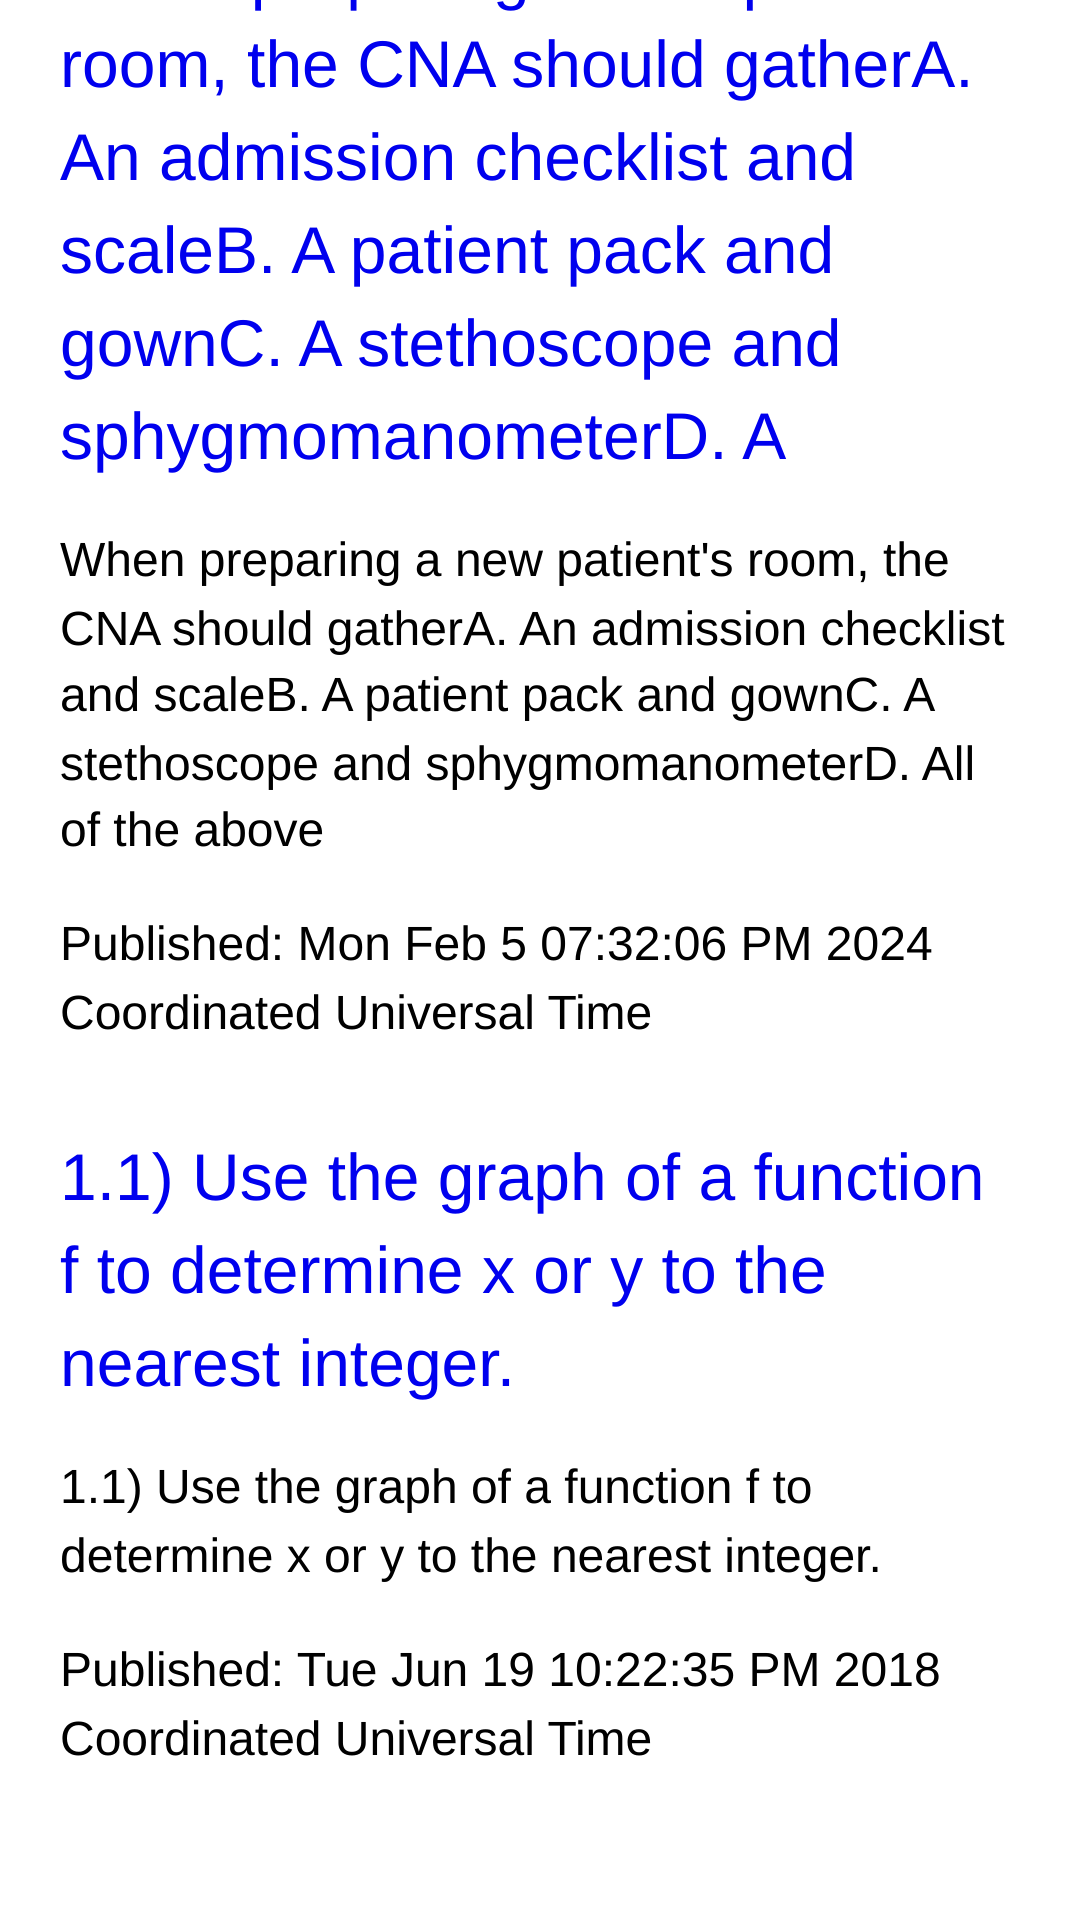 room, the CNA should gatherA.
An admission checklist and
scaleB. A patient pack and
gownC. A stethoscope and
sphygmomanometerD. A
When preparing a new patient's room, the
CNA should gatherA. An admission checklist
and scaleB. A patient pack and gownC. A
stethoscope and sphygmomanometerD. All
of the above
Published: Mon Feb 5 07:32:06 PM 2024
Coordinated Universal Time
1.1) Use the graph of a function
f to determine x or y to the
nearest integer.
1.1) Use the graph of a function f to
determine x or y to the nearest integer.
Published: Tue Jun 19 10:22:35 PM 2018
Coordinated Universal Time